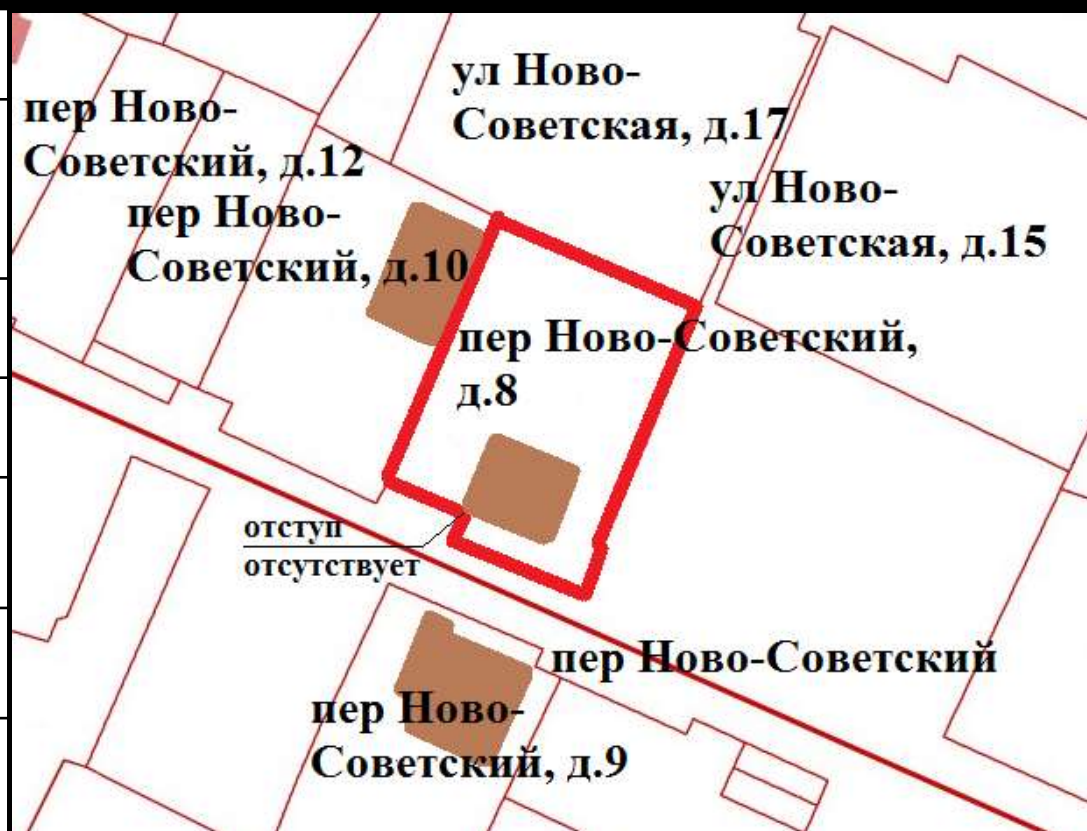 ул Ново-
Советская, д.17
пер Ново-
Советский, д.12
ул Ново-
Советская, д.15
пер Ново-
Советский, д.10
пер Ново-Советский,
д.8
отступ
отсутствует
пер Ново-Советский
пер Ново-
Советский, д.9